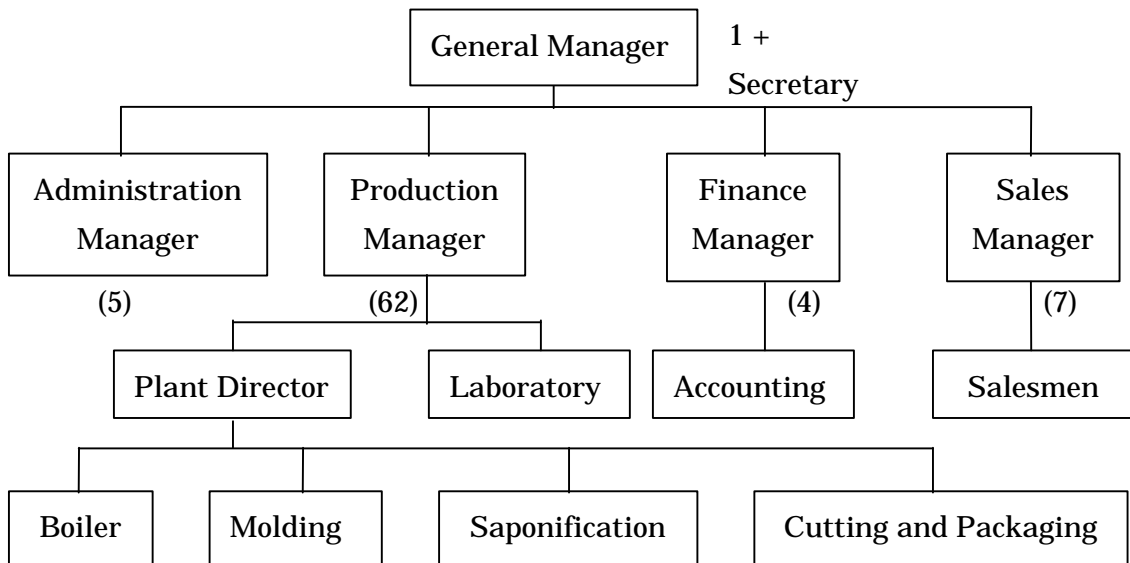 General Manager
1 +
Secretary
Administration
Manager
Production
Manager
Finance
Manager
Sales
Manager
(5)
(62)
(4)
(7)
Plant Director
Laboratory
Accounting
Salesmen
Boiler
Molding
Saponification
Cutting and Packaging